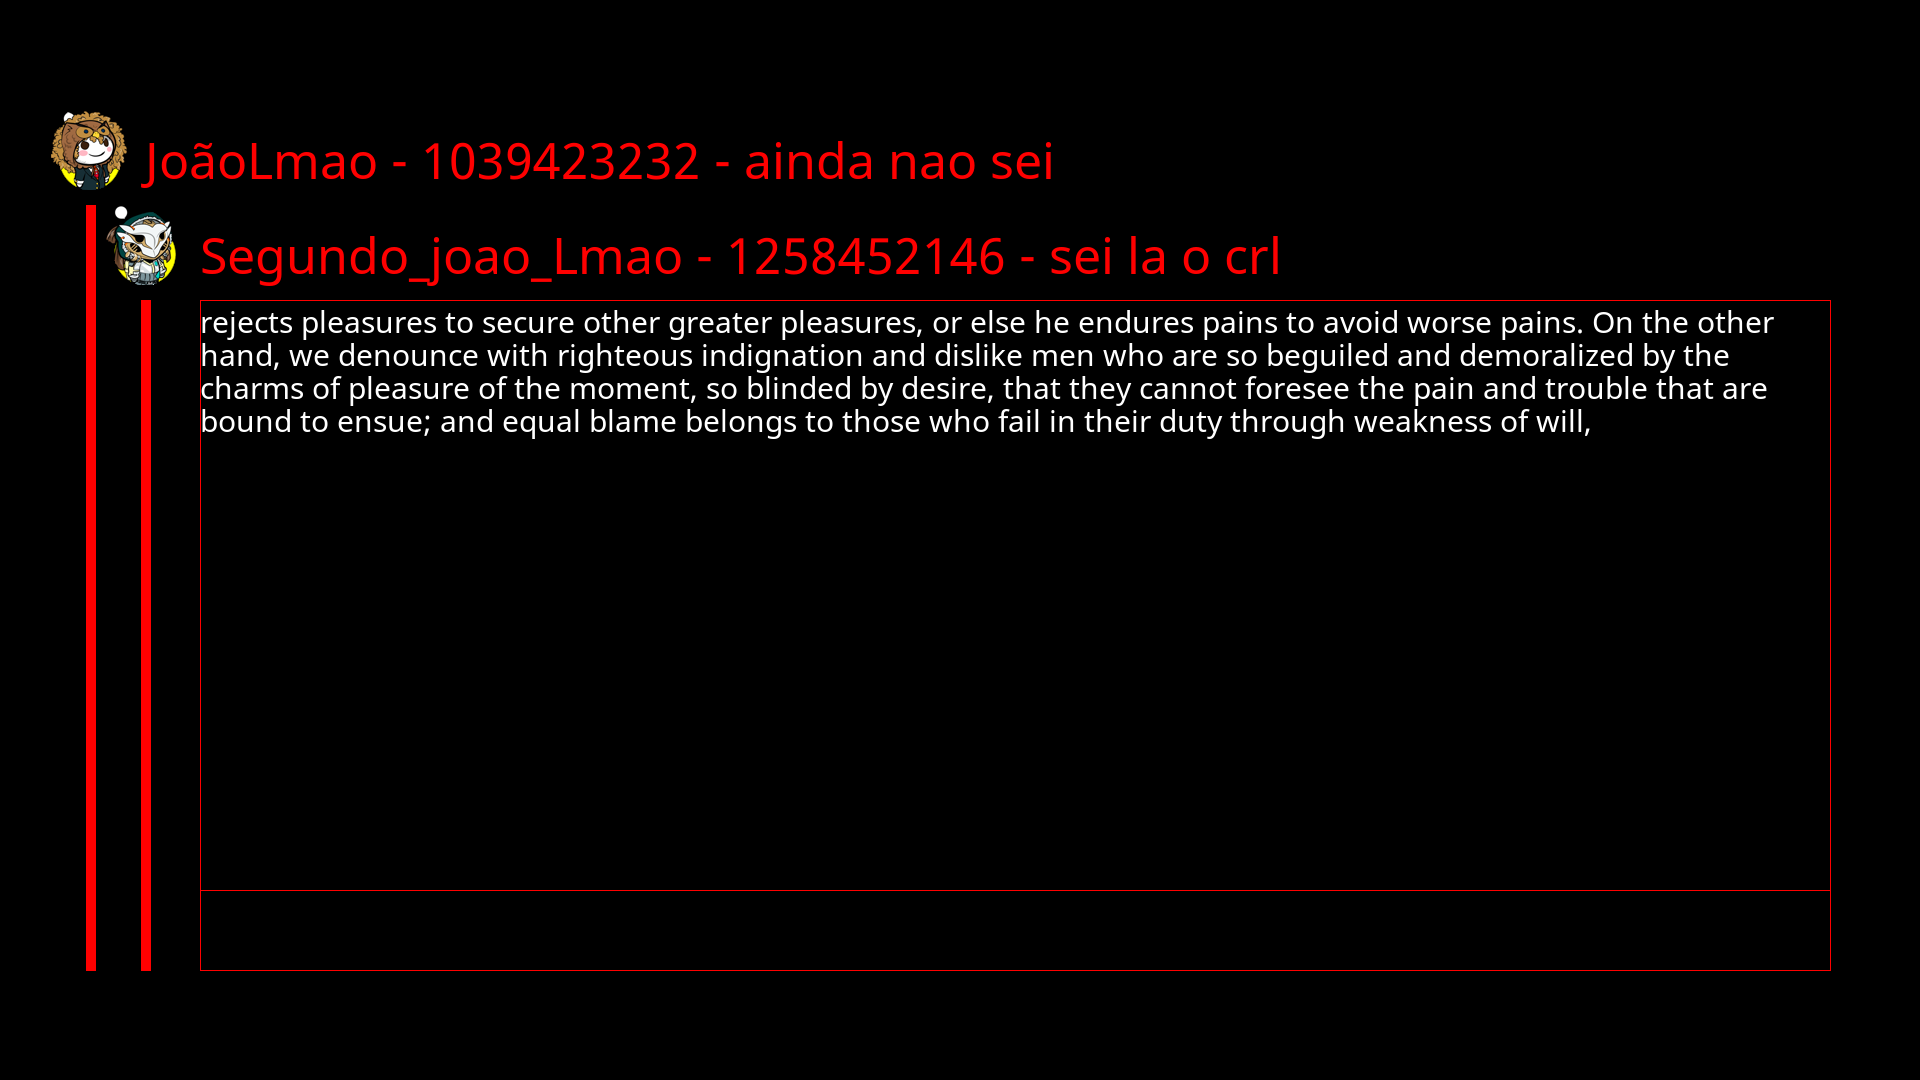 JoãoLmao - 1039423232 - ainda nao sei
Segundo_joao_Lmao - 1258452146 - sei la o crl
rejects pleasures to secure other greater pleasures, or else he endures pains to avoid worse pains. On the other
hand, we denounce with righteous indignation and dislike men who are so beguiled and demoralized by the
charms of pleasure of the moment, so blinded by desire, that they cannot foresee the pain and trouble that are
bound to ensue; and equal blame belongs to those who fail in their duty through weakness of will,